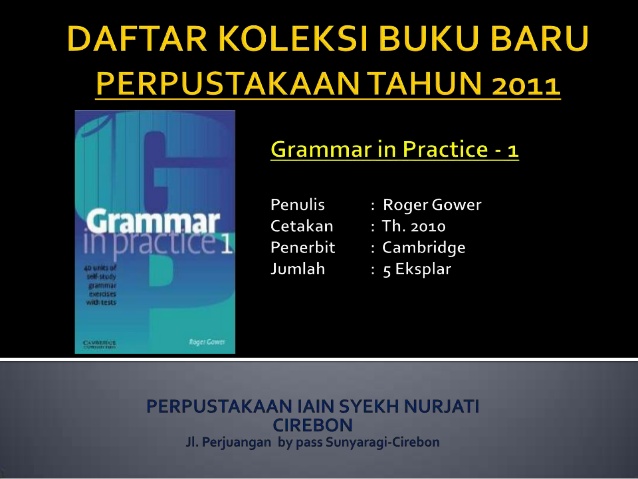 DAFTAR KOLEKSI BUKU BARU
PERPUSTAKAAN TAHUN 2011
Grammar
in practice 1
40 units of
self-study
grammar
exercises
with tests
CAMBRIDGE
Roger Gower
Grammar in Practice - 1
Penulis : Roger Gower
Cetakan : Th. 2010
Penerbit : Cambridge
Jumlah : 5 Eksplar
PERPUSTAKAAN IAIN SYEKH NURJATI
CIREBON
Jl. Perjuangan by pass Sunyaragi-Cirebon